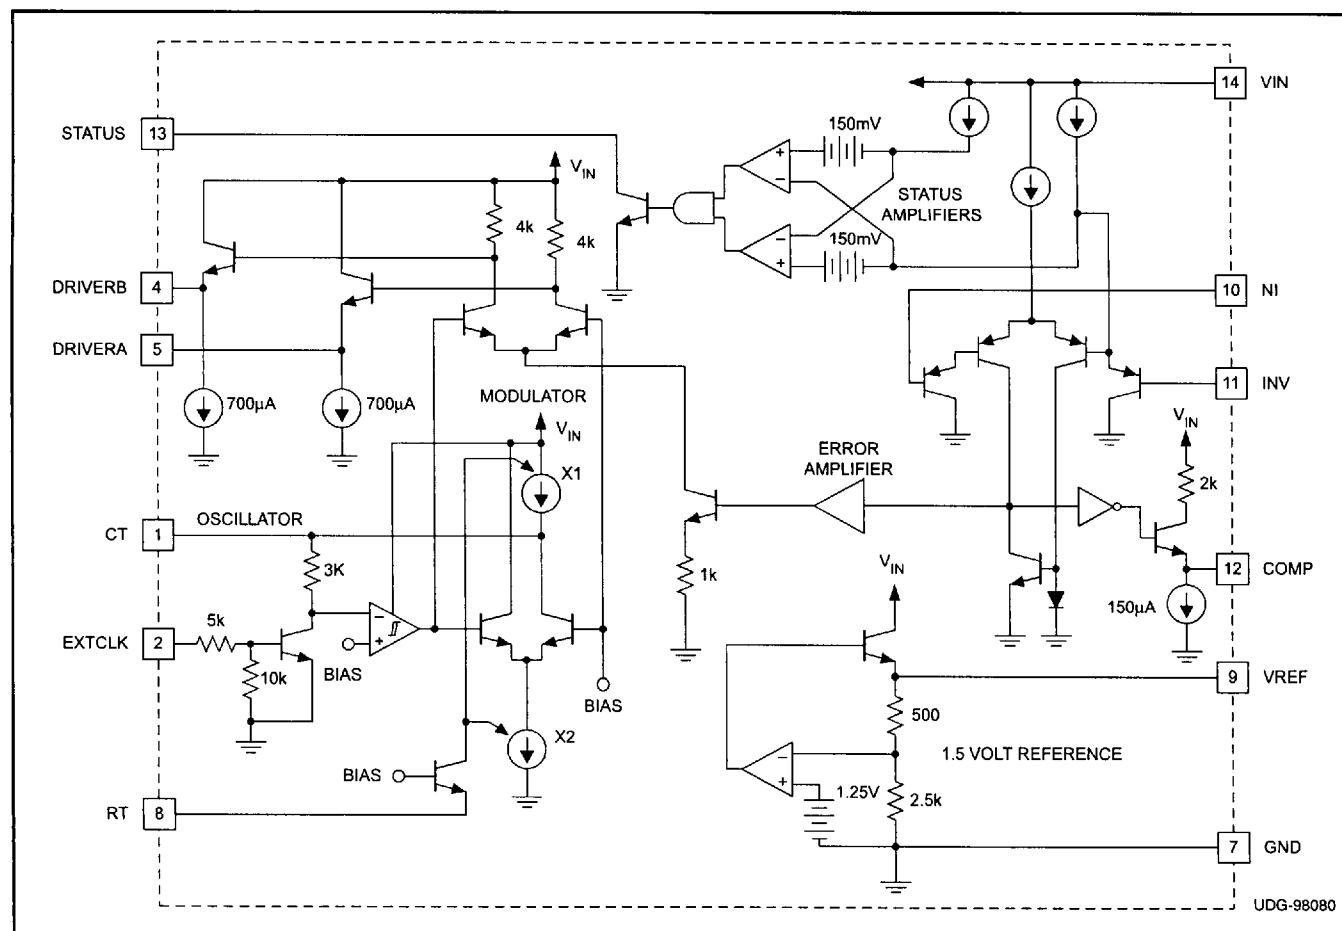 14 VIN
STATUS 13
150mV
VIN
STATUS
AMPLIFIERS
4k
4k
150mV
DRIVERB 4
10 NI
DRIVERA 5
11 INV
700µA
700µA
MODULATOR
VIN
VIN
ERROR
AMPLIFIER
X1
2k
OSCILLATOR
CT 1
3K
1k
VIN
12 COMP
150µA
5k
EXTCLK 2
10k
BIAS
BIAS
9 VREF
500
X2
1.5 VOLT REFERENCE
BIAS
1.25V
2.5k
RT 8
7 GND
UDG-98080
+
−
−
+
−
+
−
+